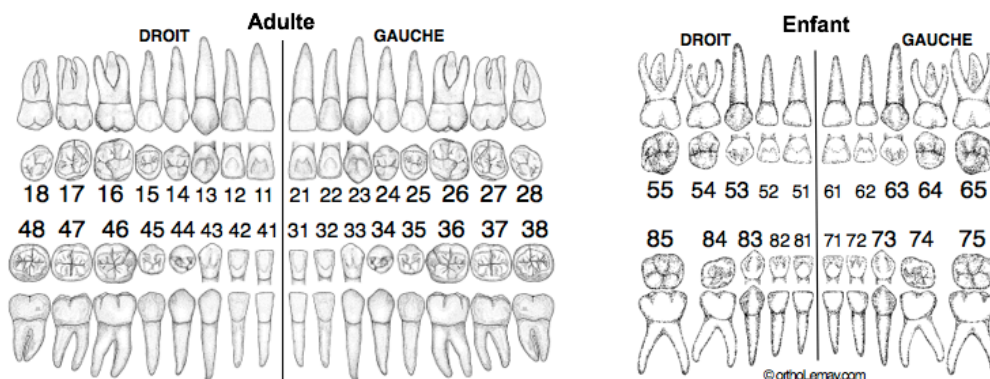 Adulte
DROIT GAUCHE
18 17 16 15 14 13 12 11 21 22 23 24 25 26 27 28
48 47 46 45 44 43 42 41 31 32 33 34 35 36 37 38
Enfant
DROIT GAUCHE
55 54 53 52 51 61 62 63 64 65
85 84 83 82 81 71 72 73 74 75
© orthoLemay.com